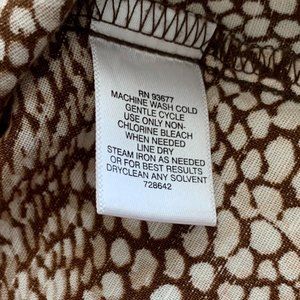 RN 93677
MACHINE WASH COLD
GENTLE CYCLE
USE ONLY NON-
CHLORINE BLEACH
WHEN NEEDED
LINE DRY
STEAM IRON AS NEEDED
OR FOR BEST RESULTS
DRYCLEAN ANY SOLVENT
728642